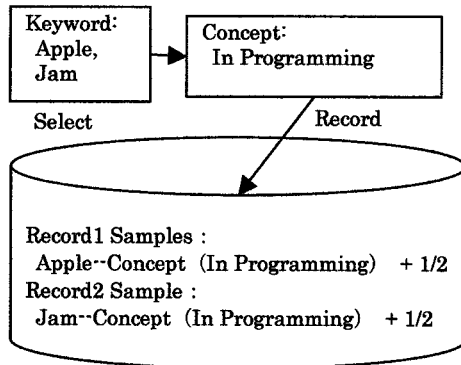 Keyword:
Apple,
Jam
Concept:
In Programming
Select
Record
Record1 Samples :
Apple--Concept (In Programming) + 1/2
Record2 Sample :
Jam--Concept (In Programming) + 1/2